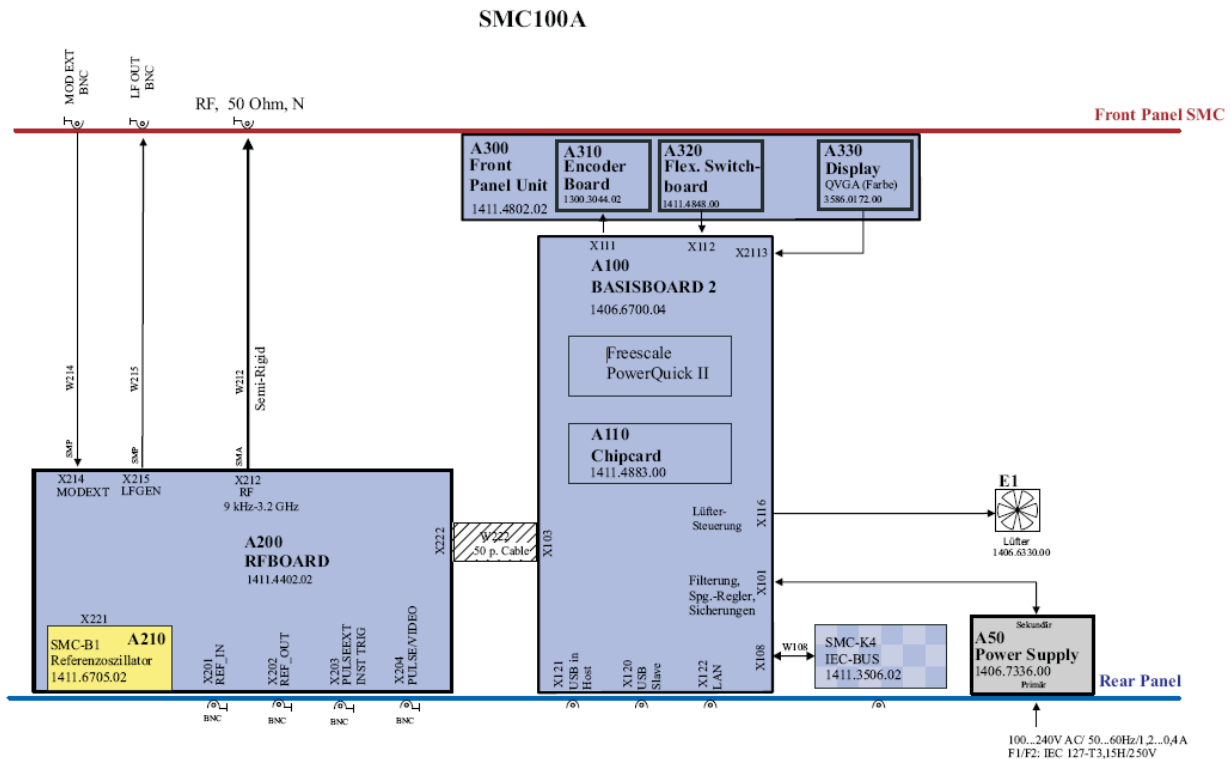 SMC100A
MOD EXT
BNC
LF OUT
BNC
RF, 50 Ohm, N
Front Panel SMC
A300
Front
Panel Unit
1411.4802.02
A310
Encoder
Board
1300.3044.02
A320
Flex. Switch-
board
1411.4848.00
A330
Display
QVGA (Farbe)
3586.0172.00
X111
X112
X2113
A100
BASISBOARD 2
1406.6700.04
Freescale
PowerQuick II
A110
Chipcard
1411.4883.00
W214
W215
W212
Semi-Rigid
SMP
SMP
SMA
X214
MODEXT
X215
LFGEN
X212
RF
9 kHz-3.2 GHz
A200
RFBOARD
1411.4402.02
X222
W222
50 p. Cable
X103
Lüfter-
Steuerung
X116
E1
Lüfter
1406.6330.00
Filterung,
Spg.-Regler,
Sicherungen
X101
X221
SMC-B1 A210
Referenzoszillator
1411.6705.02
X201
REF_IN
X202
REF_OUT
X203
PULSEEXT
INST TRIG
X204
PULSE/VIDEO
X121
USB in
Host
X120
USB
Slave
X122
LAN
X108
W108
SMC-K4
IEC-BUS
1411.3506.02
Sekundär
A50
Power Supply
1406.7336.00
Primär
Rear Panel
BNC
BNC
BNC
BNC
100...240V AC/ 50...60Hz/1,2...0,4A
F1/F2: IEC 127-T3,15H/250V